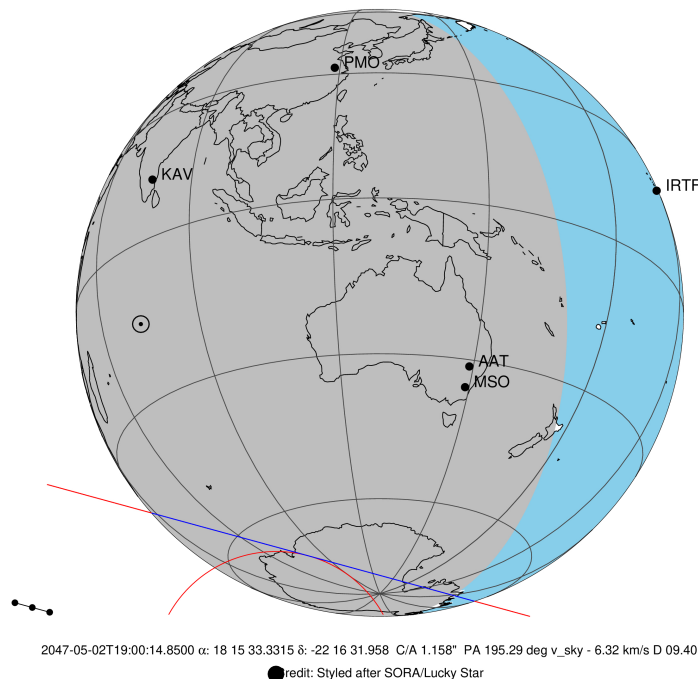 PMO
KAV
IRTF
AAT
MSO
2047-05-02T19:00:14.8500 α: 18 15 33.3315 δ: -22 16 31.958 C/A 1.158" PA 195.29 deg v_sky - 6.32 km/s D 09.40
redit: Styled after SORA/Lucky Star